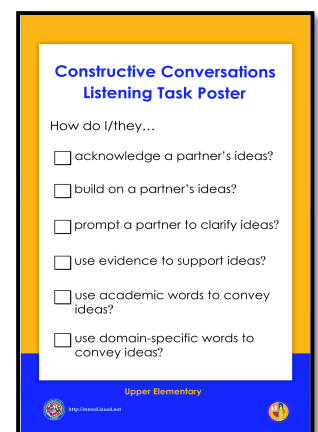 Constructive Conversations
Listening Task Poster
How do I/they…
acknowledge a partner's ideas?
build on a partner's ideas?
prompt a partner to clarify ideas?
use evidence to support ideas?
use academic words to convey
ideas?
use domain-specific words to
convey ideas?
Upper Elementary
http://mmed.lausd.net